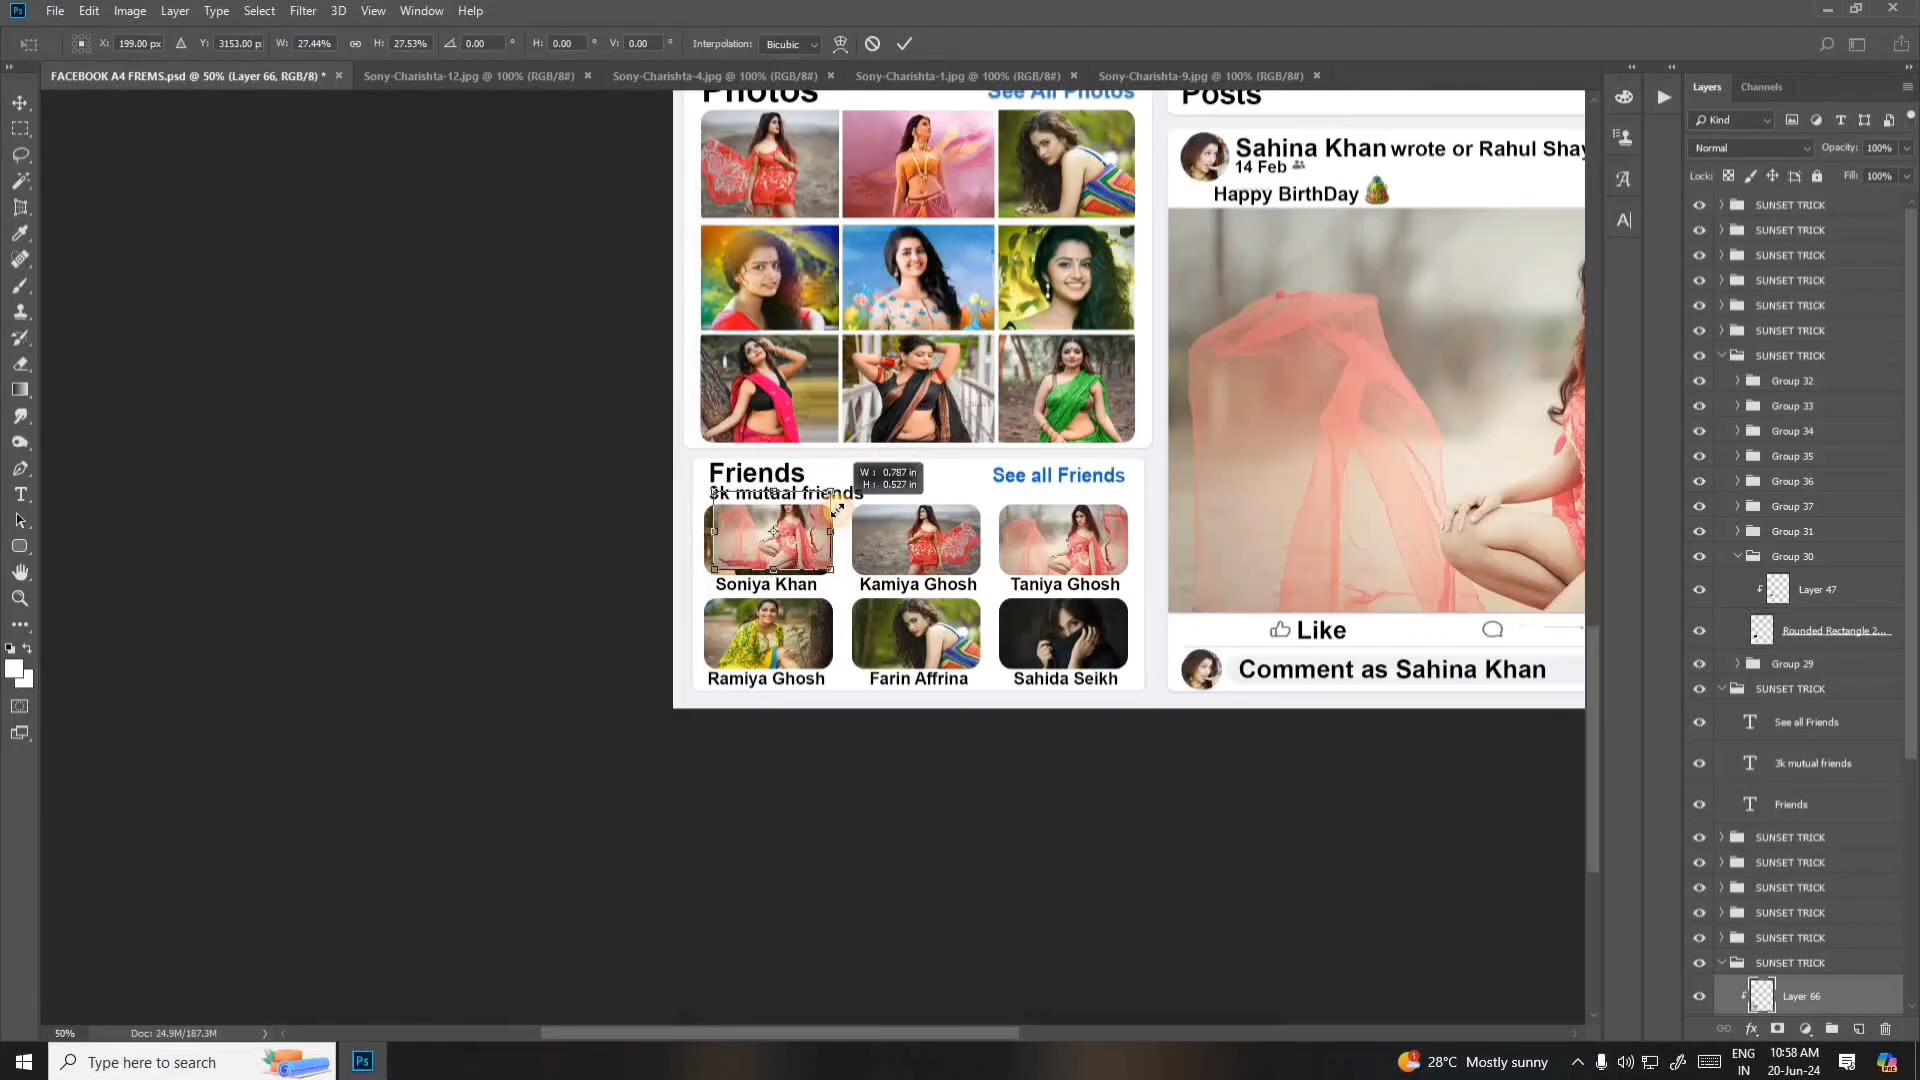 Ps File Edit Image Layer Type Select Filter 3D View Window Help
X: 199.00 px Y: 3153.00 p: W: 27.44% H: 27.53% 0.00 ° H: 0.00 ° V: 0.00 ° Interpolation: Bicubic
FACEBOOK A4 FREMS.psd @ 50% (Layer 66, RGB/8) * × Sony-Charishta-12.jpg @ 100% (RGB/8#) × Sony-Charishta-4.jpg @ 100% (RGB/8#) × Sony-Charishta-1.jpg @ 100% (RGB/8#) × Sony-Charishta-9.jpg @ 100% (RGB/8#) ×
Photos See All Photos
Posts
Sahina Khan wrote or Rahul Shay
14 Feb
Happy BirthDay
Friends
3k mutual friends
See all Friends
W : 0.787 in
H : 0.527 in
Soniya Khan Kamiya Ghosh Taniya Ghosh
Ramiya Ghosh Farin Affrina Sahida Seikh
Like
Comment as Sahina Khan
Layers Channels
Kind
Normal Opacity: 100%
Lock: Fill: 100%
SUNSET TRICK
SUNSET TRICK
SUNSET TRICK
SUNSET TRICK
SUNSET TRICK
SUNSET TRICK
SUNSET TRICK
Group 32
Group 33
Group 34
Group 35
Group 36
Group 37
Group 31
Group 30
Layer 47
Rounded Rectangle 2...
Group 29
SUNSET TRICK
See all Friends
3k mutual friends
Friends
SUNSET TRICK
SUNSET TRICK
SUNSET TRICK
SUNSET TRICK
SUNSET TRICK
SUNSET TRICK
Layer 66
50% Doc: 24.9M/187.3M
Type here to search
Ps
28°C Mostly sunny
ENG
IN
10:58 AM
20-Jun-24